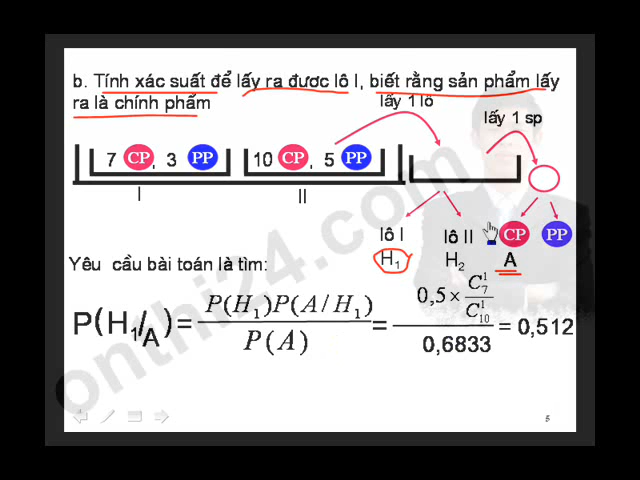 b. Tính xác suất để lấy ra được lô I, biết rằng sản phẩm lấy
ra là chính phẩm
lấy 1 lô
lấy 1 sp
7 CP, 3 PP
10 CP, 5 PP
I
II
lô I
lô II
CP
PP
H₁
H₂
A
Yêu cầu bài toán là tìm:
P(H₁/A) = P(H₁)P(A/H₁) / P(A) = 0,5 × C₇¹/C₁₀¹ / 0,6833 = 0,512
onthi24.com
5